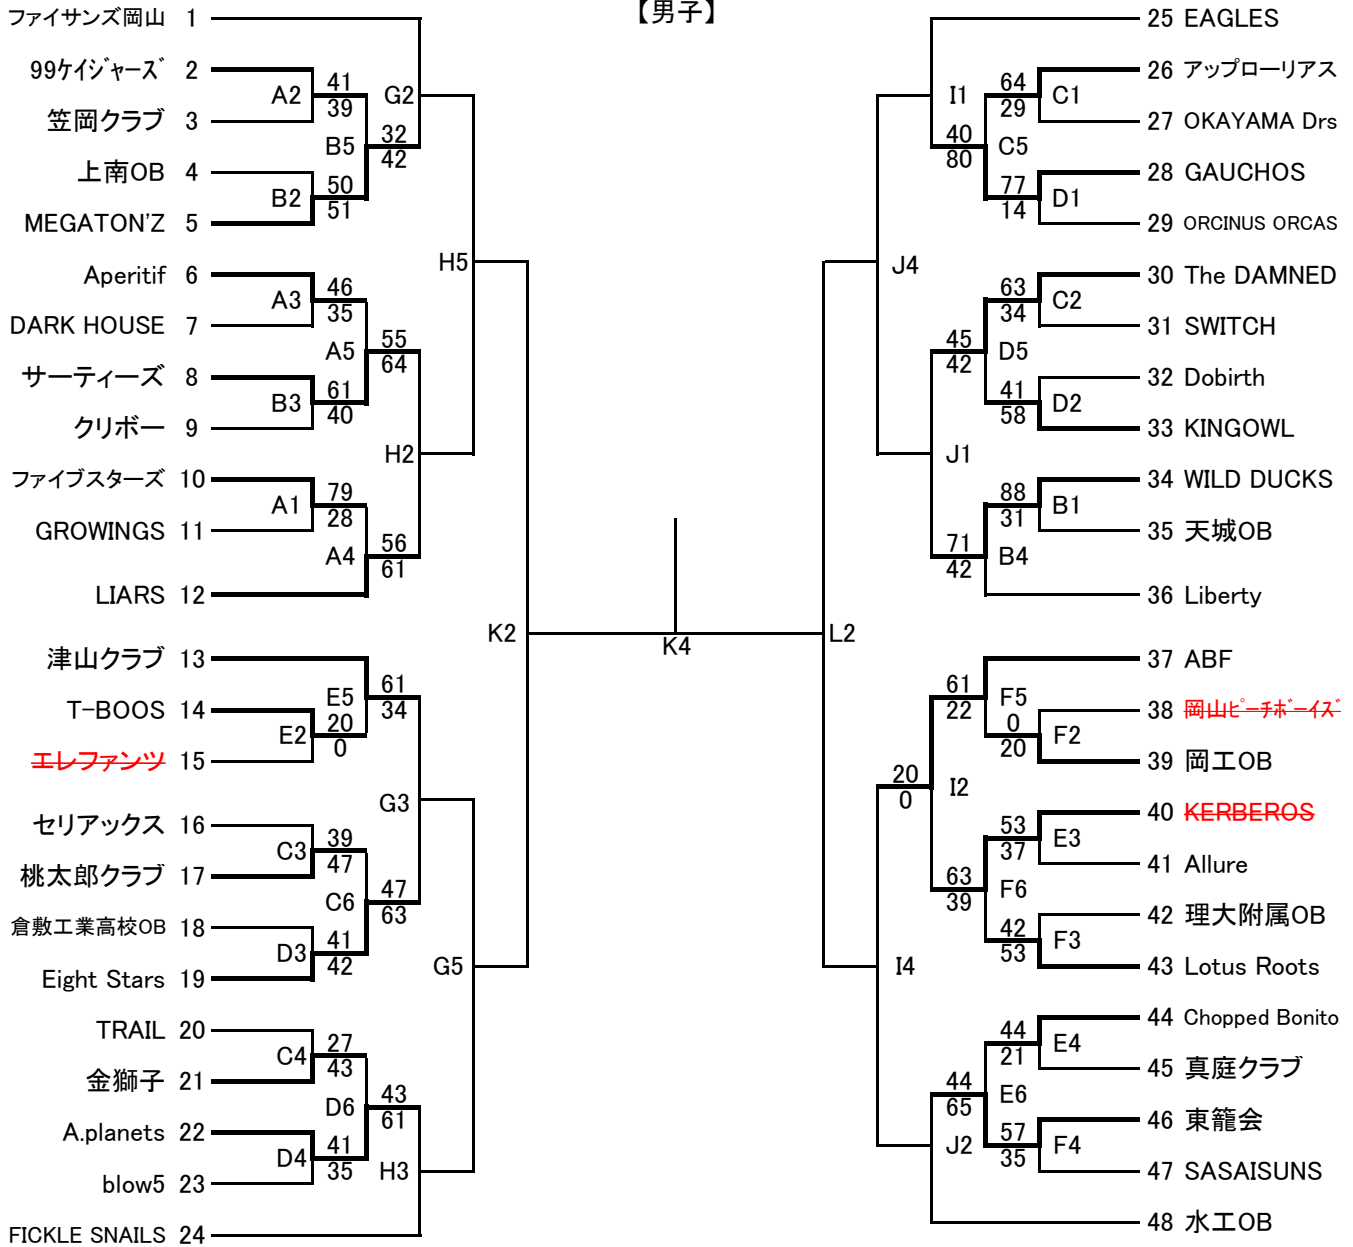 【男子】
ファイサンズ岡山 1
99ケイジャーズ 2
A2
41
39
G2
笠岡クラブ 3
B5
32
42
上南OB 4
B2
50
51
MEGATON'Z 5
H5
Aperitif 6
A3
46
35
DARK HOUSE 7
A5
55
64
サーティーズ 8
B3
61
40
クリボー 9
H2
ファイブスターズ 10
A1
79
28
GROWINGS 11
A4
56
61
LIARS 12
K2
津山クラブ 13
E5
61
34
T-BOOS 14
E2
20
0
エレファンツ 15
G3
セリアックス 16
C3
39
47
桃太郎クラブ 17
C6
47
63
倉敷工業高校OB 18
D3
41
42
Eight Stars 19
G5
TRAIL 20
C4
27
43
金獅子 21
D6
43
61
A.planets 22
D4
41
35
blow5 23
H3
FICKLE SNAILS 24
K4
25 EAGLES
26 アップローリアス
I1
64
29
C1
27 OKAYAMA Drs
40
80
C5
28 GAUCHOS
77
14
D1
29 ORCINUS ORCAS
J4
30 The DAMNED
63
34
C2
31 SWITCH
45
42
D5
32 Dobirth
41
58
D2
33 KINGOWL
J1
34 WILD DUCKS
88
31
B1
35 天城OB
71
42
B4
36 Liberty
L2
37 ABF
61
22
F5
38 岡山ピーチボーイズ
0
20
F2
39 岡工OB
20
0
I2
40 KERBEROS
53
37
E3
41 Allure
63
39
F6
42 理大附属OB
42
53
F3
43 Lotus Roots
I4
44 Chopped Bonito
44
21
E4
45 真庭クラブ
44
65
E6
46 東籠会
57
35
F4
J2
47 SASAISUNS
48 水工OB